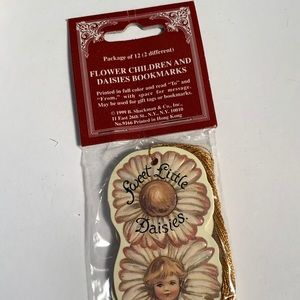 Package of 12 (2 different)
FLOWER CHILDREN AND
DAISIES BOOKMARKS
Printed in full color and read "To" and
"From," with space for message.
May be used for gift tags or bookmarks.
© 1999 B. Shackman & Co., Inc.
11 East 26th St., N.Y. N.Y. 10010
No.9166 Printed in Hong Kong
Sweet Little
Daisies.